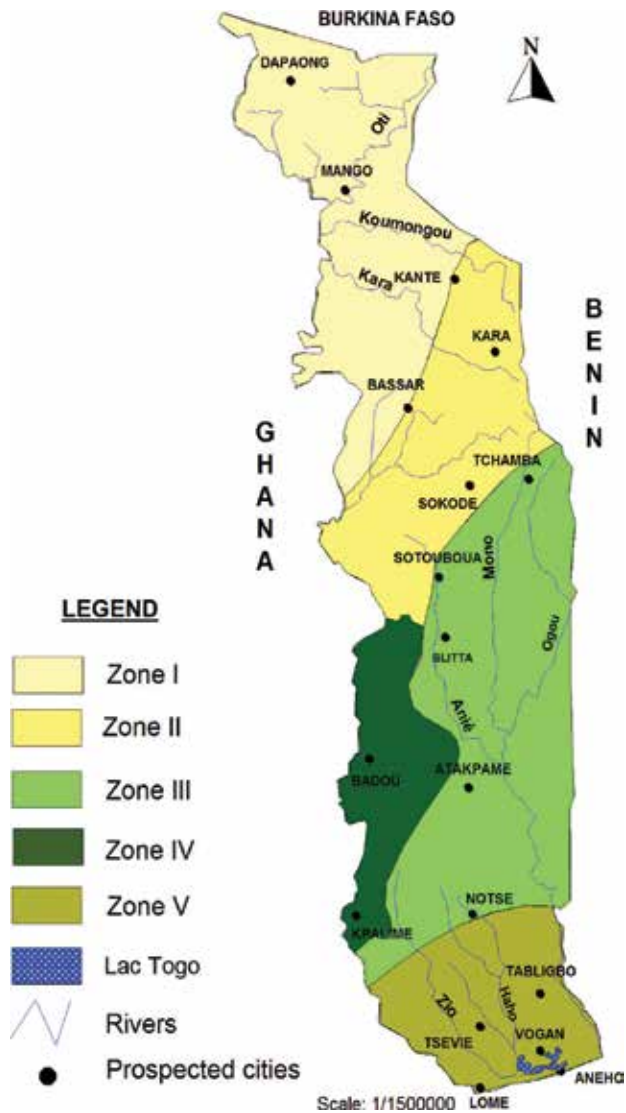 BURKINA FASO
N
DAPAONG
Oti
MANGO
Koumongou
Kara
KANTE
BENIN
KARA
BASSAR
GHANA
TCHAMBA
SOKODE
SOTOUBOUA
Mono
Ogou
BLITTA
Anié
BADOU
ATAKPAME
NOTSE
KPALIME
TABLIGBO
Zio
Haho
TSEVIE
VOGAN
ANEHO
LOME
Scale: 1/1500000
LEGEND
Zone I
Zone II
Zone III
Zone IV
Zone V
Lac Togo
Rivers
Prospected cities